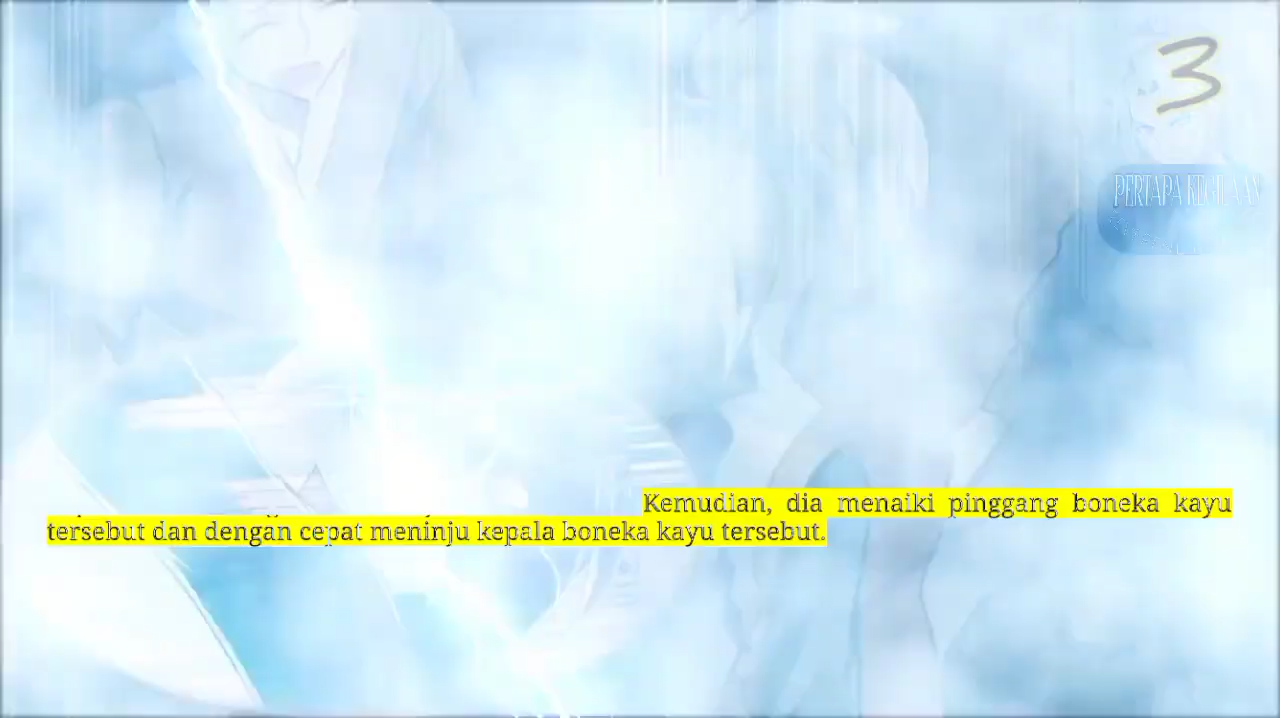 3
PERTAPA KEGILAAN
Kemudian, dia menaiki pinggang boneka kayu
tersebut dan dengan cepat meninju kepala boneka kayu tersebut.